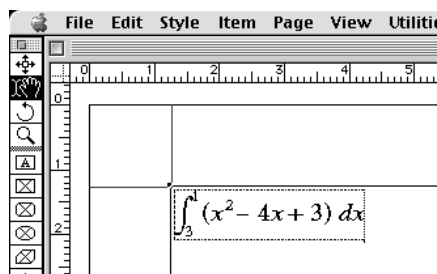 File Edit Style Item Page View
0 1 2 3 4 5
0
1
2
A
∫₃¹ (x² − 4x + 3) dx